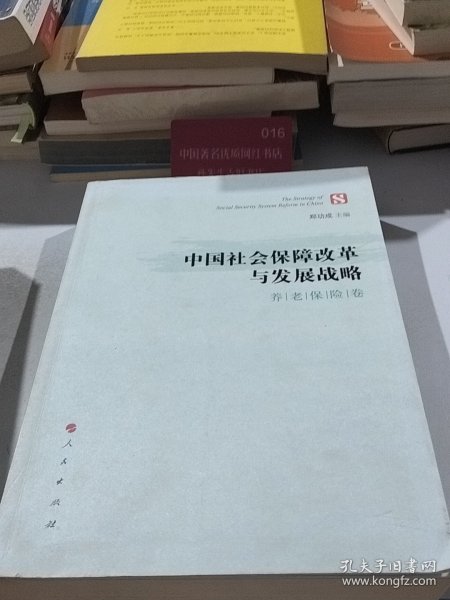 016
中国著名优质网红书店
The Strategy of
Social Security System Reform in China
S
郑功成 主编
中国社会保障改革
与发展战略
养|老|保|险|卷
人民出版社
孔夫子旧书网
www.kongfz.com